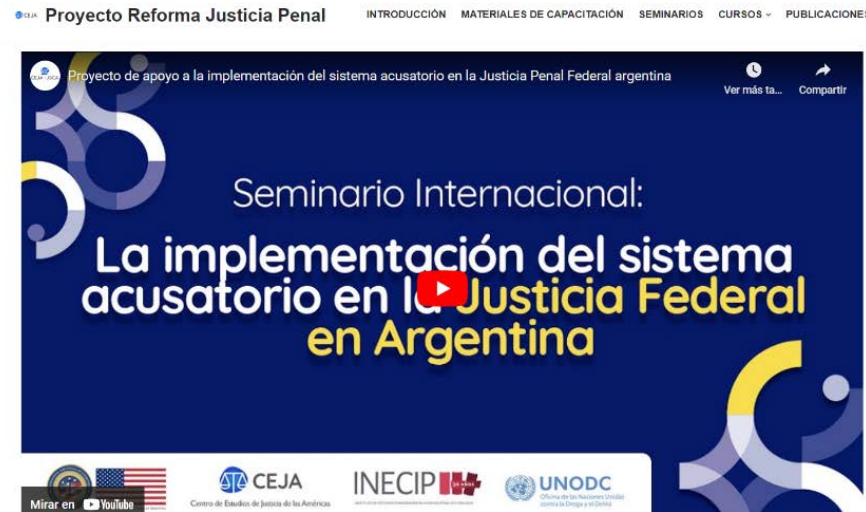 CEJA Proyecto Reforma Justicia Penal
INTRODUCCIÓN MATERIALES DE CAPACITACIÓN SEMINARIOS CURSOS PUBLICACIONES
Proyecto de apoyo a la implementación del sistema acusatorio en la Justicia Penal Federal argentina
Ver más ta... Compartir
Seminario Internacional:
La implementación del sistema
acusatorio en la Justicia Federal
en Argentina
CEJA
Centro de Estudios de Justicia de las Américas
INECIP
UNODC
Oficina de las Naciones Unidas
contra la Droga y el Delito
Mirar en YouTube